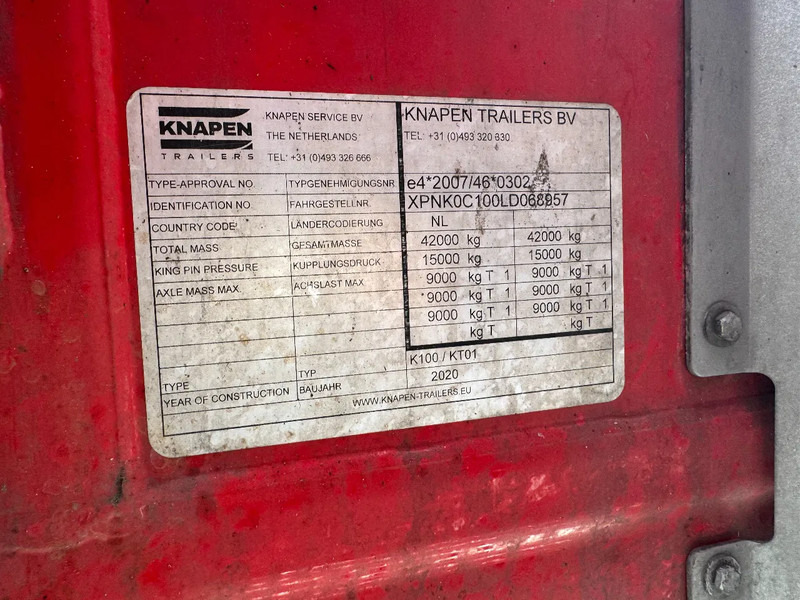 KNAPEN
TRAILERS
KNAPEN SERVICE BV
THE NETHERLANDS
TEL: +31 (0)493 326 666
KNAPEN TRAILERS BV
TEL: +31 (0)493 320 630
TYPE-APPROVAL NO. TYPGENEHMIGUNGSNR e4*2007/46*0302
IDENTIFICATION NO. FAHRGESTELLNR. XPNK0C100LD068957
COUNTRY CODE LÄNDERCODIERUNG NL
TOTAL MASS GESAMTMASSE 42000 kg 42000 kg
KING PIN PRESSURE KUPPLUNGSDRUCK 15000 kg 15000 kg
AXLE MASS MAX. ACHSLAST MAX. 9000 kg T 1 9000 kg T 1
9000 kg T 1 9000 kg T 1
9000 kg T 1 9000 kg T 1
kg T kg T
TYPE TYP K100 / KT01
YEAR OF CONSTRUCTION BAUJAHR 2020
WWW.KNAPEN-TRAILERS.EU